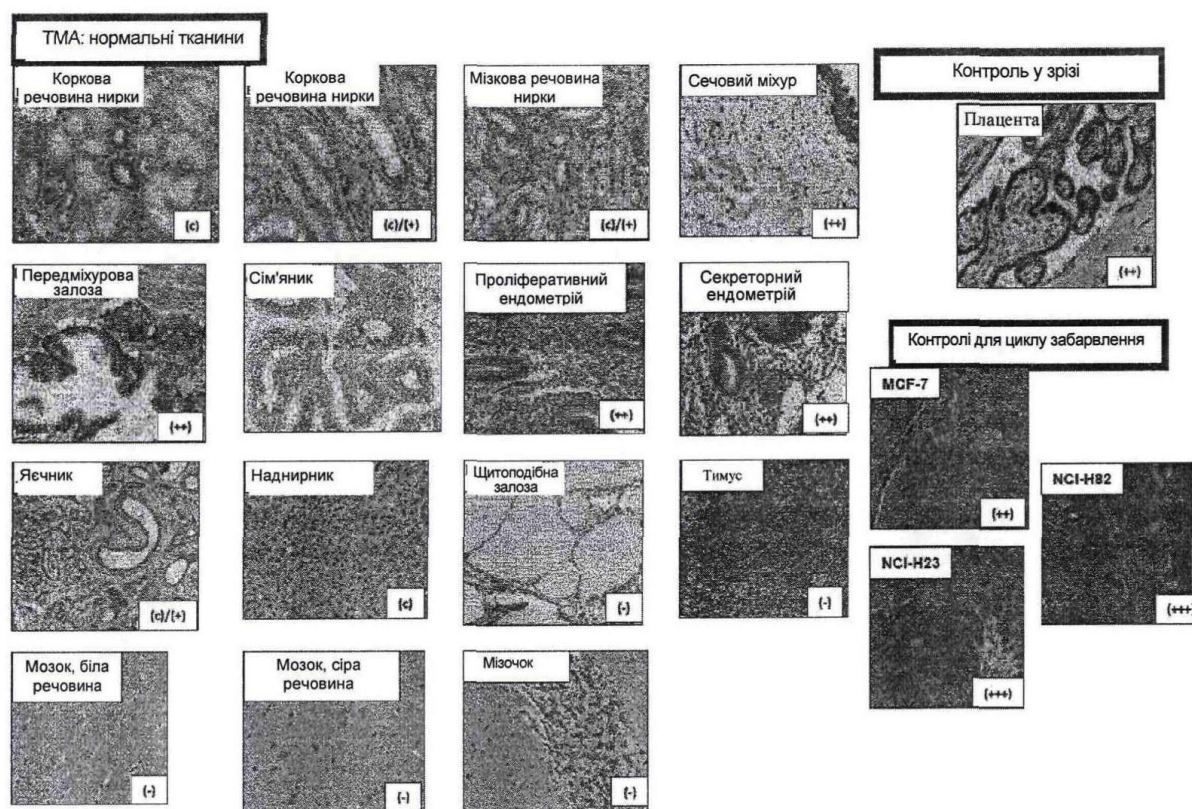 TMA: нормальні тканини
Коркова
речовина нирки
(c)
Коркова
речовина нирки
(c)/(+)
Мізкова речовина
нирки
(c)/(+)
Сечовий міхур
(++)
Передміхурова
залоза
(++)
Сім'яник
Проліферативний
ендометрій
(++)
Секреторний
ендометрій
(++)
Яєчник
(c)/(+)
Наднирник
(c)
Щитоподібна
залоза
(-)
Тимус
(-)
Мозок, біла
речовина
(-)
Мозок, сіра
речовина
(-)
Мізочок
(-)
Контроль у зрізі
Плацента
(++)
Контролі для циклу забарвлення
MCF-7
(++)
NCI-H82
(+++)
NCI-H23
(+++)